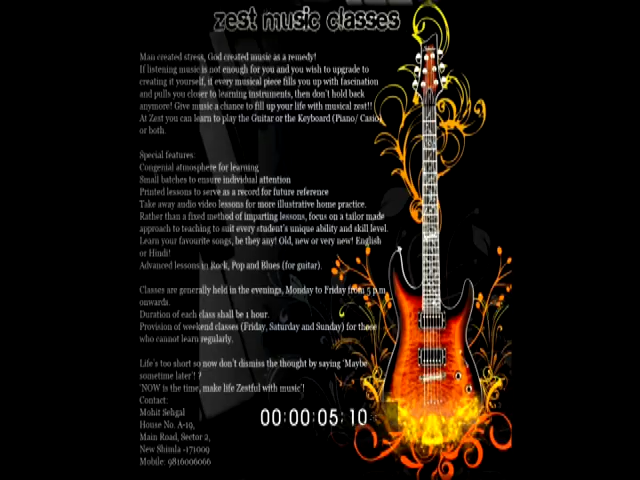 zest music classes
Man created stress, God created music as a remedy!
If listening music is not enough for you and you wish to upgrade to
creating it yourself, if every musical piece fills you up with fascination
and pulls you closer to learning instruments, then don't hold back
anymore! Give music a chance to fill up your life with musical zest!!
At Zest you can learn to play the Guitar or the Keyboard (Piano/ Casio)
or both.
Special features:
Congenial atmosphere for learning
Small batches to ensure individual attention
Printed lessons to serve as a record for future reference
Take away audio video lessons for more illustrative home practice.
Rather than a fixed method of imparting lessons, focus on a tailor made
approach to teaching to suit every student's unique ability and skill level.
Learn your favourite songs, be they any! Old, new or very new! English
or Hindi!
Advanced lessons in Rock, Pop and Blues (for guitar).
Classes are generally held in the evenings, Monday to Friday from 5 p.m.
onwards.
Duration of each class shall be 1 hour.
Provision of weekend classes (Friday, Saturday and Sunday) for those
who cannot learn regularly.
Life's too short so now don't dismiss the thought by saying 'Maybe
sometime later'! ?
'NOW is the time, make life Zestful with music'!
Contact:
Mohit Sehgal
House No. A-19,
Main Road, Sector 2,
New Shimla -171009
Mobile: 9816006066
00:00:05:10